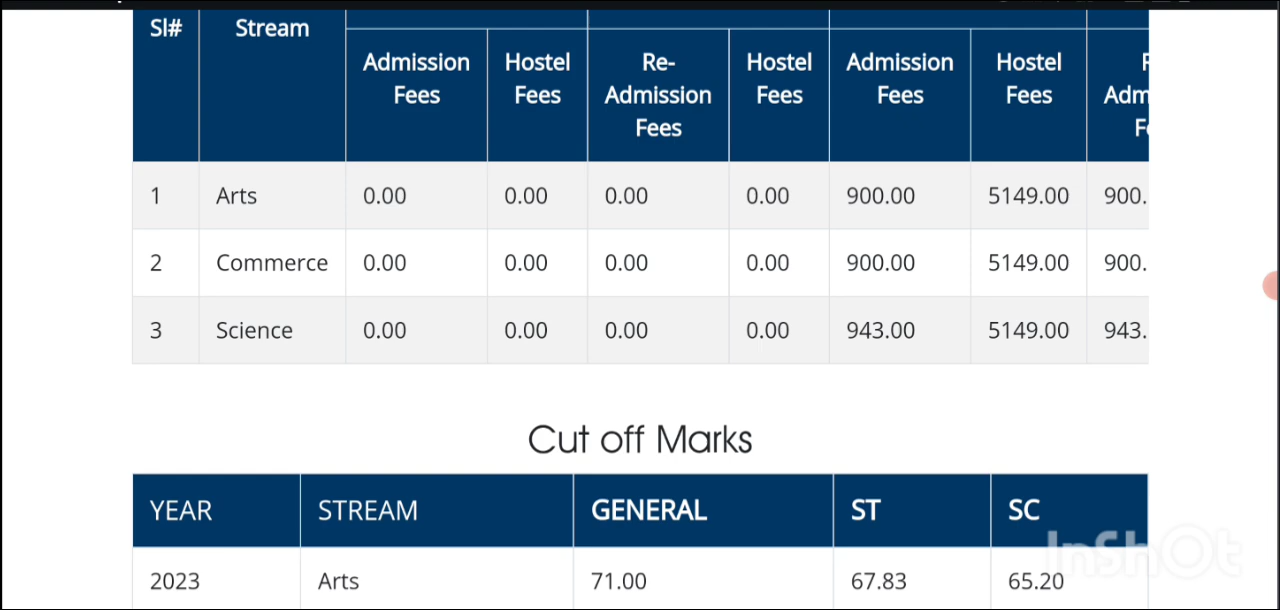 Sl# Stream
Admission Fees Hostel Fees Re-Admission Fees Hostel Fees Admission Fees Hostel Fees
1 Arts 0.00 0.00 0.00 0.00 900.00 5149.00 900.
2 Commerce 0.00 0.00 0.00 0.00 900.00 5149.00 900.
3 Science 0.00 0.00 0.00 0.00 943.00 5149.00 943.
Cut off Marks
YEAR STREAM GENERAL ST SC
2023 Arts 71.00 67.83 65.20
InShOt